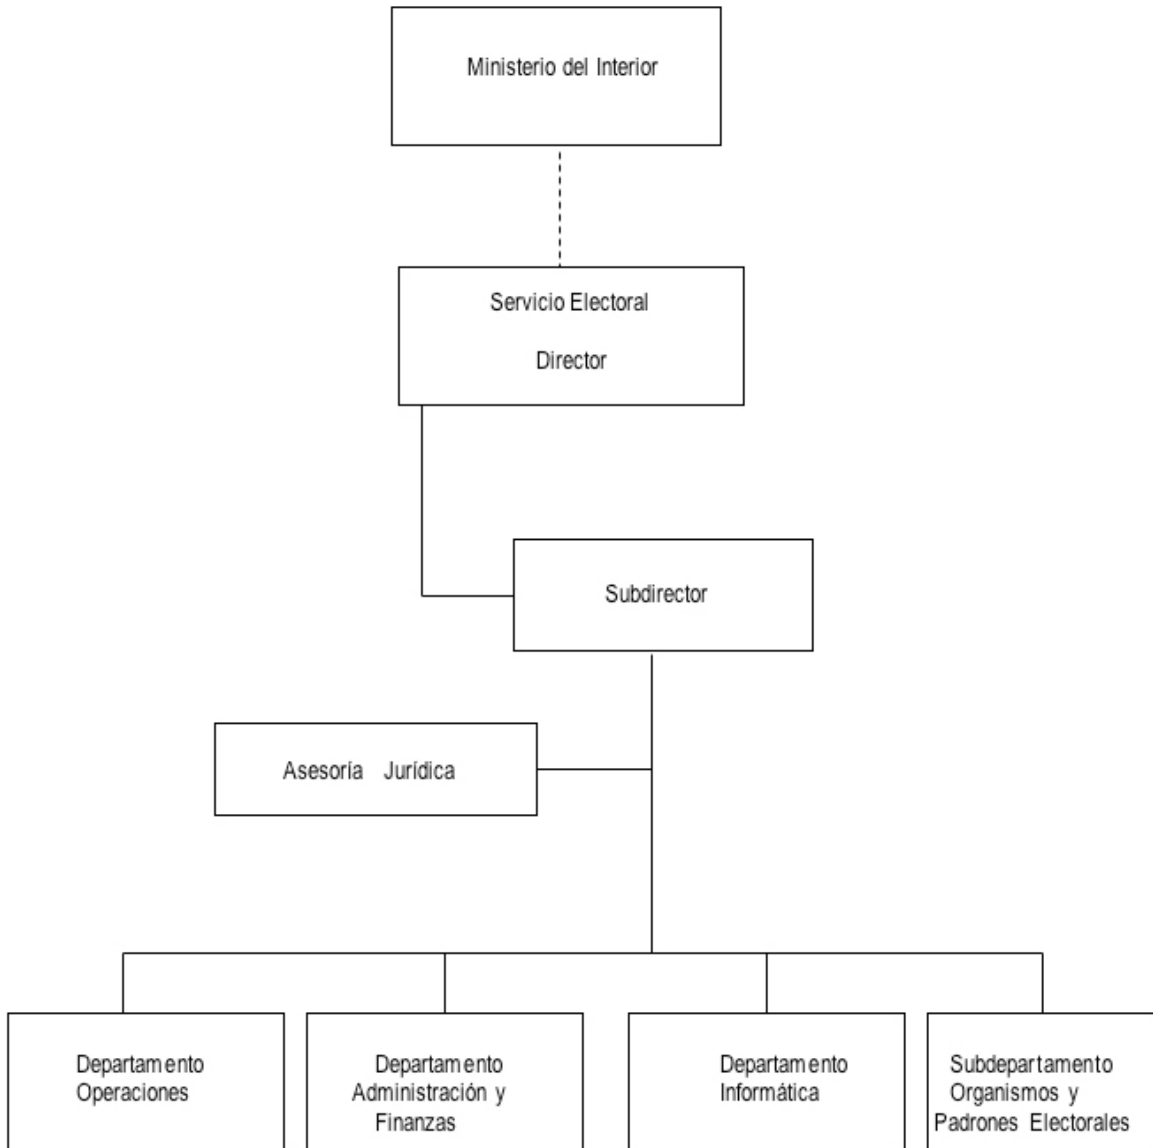 Ministerio del Interior
Servicio Electoral
Director
Subdirector
Asesoría Jurídica
Departamento
Operaciones
Departamento
Administración y
Finanzas
Departamento
Informática
Subdepartamento
Organismos y
Padrones Electorales